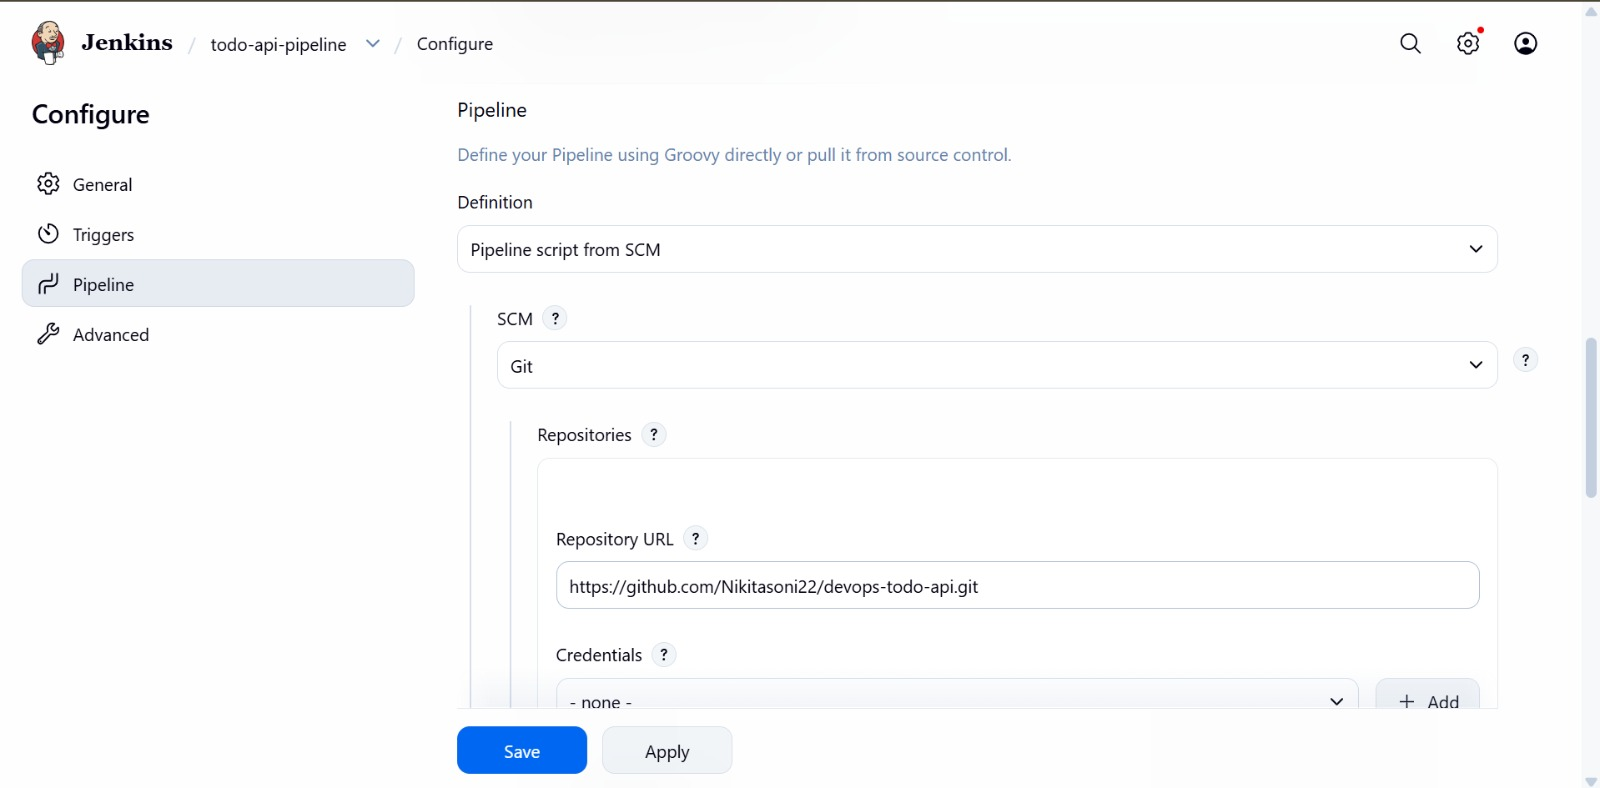 Jenkins / todo-api-pipeline / Configure
Configure
General
Triggers
Pipeline
Advanced
Pipeline
Define your Pipeline using Groovy directly or pull it from source control.
Definition
Pipeline script from SCM
SCM ?
Git
?
Repositories ?
Repository URL ?
https://github.com/Nikitasoni22/devops-todo-api.git
Credentials ?
- none -
+ Add
Save
Apply